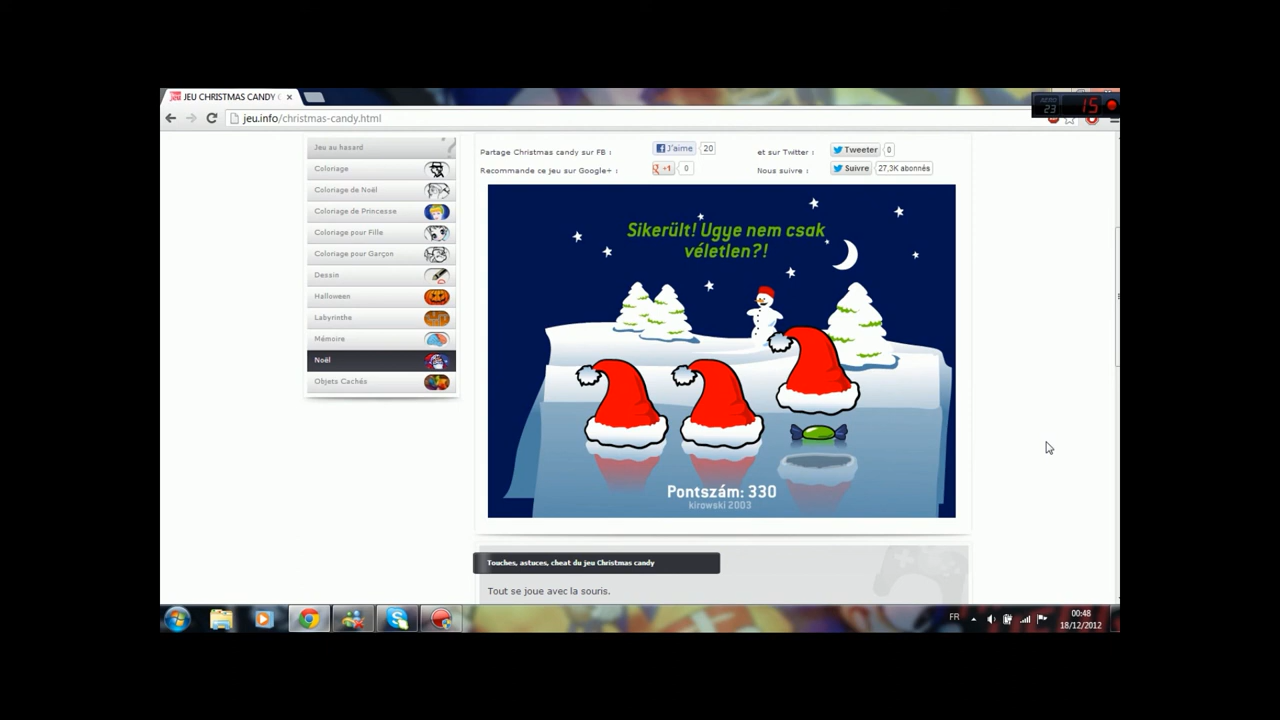 JEU CHRISTMAS CANDY
jeu.info/christmas-candy.html
23
15
Jeu au hasard
Coloriage
Coloriage de Noël
Coloriage de Princesse
Coloriage pour Fille
Coloriage pour Garçon
Dessin
Halloween
Labyrinthe
Mémoire
Noël
Objets Cachés
Partage Christmas candy sur FB :
J'aime
20
et sur Twitter :
Tweeter
0
Recommande ce jeu sur Google+ :
+1
0
Nous suivre :
Suivre
27,3K abonnés
Sikerült! Ugye nem csak
véletlen?!
Pontszám: 330
kirowski 2003
Touches, astuces, cheat du jeu Christmas candy
Tout se joue avec la souris.
FR
00:48
18/12/2012